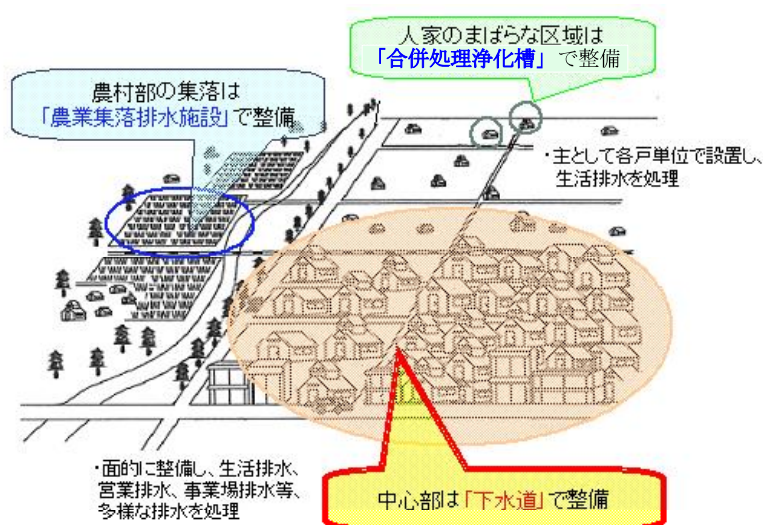 人家のまばらな区域は
「合併処理浄化槽」で整備
農村部の集落は
「農業集落排水施設」で整備
・主として各戸単位で設置し、
生活排水を処理
・面的に整備し、生活排水、
営業排水、事業場排水等、
多様な排水を処理
中心部は「下水道」で整備